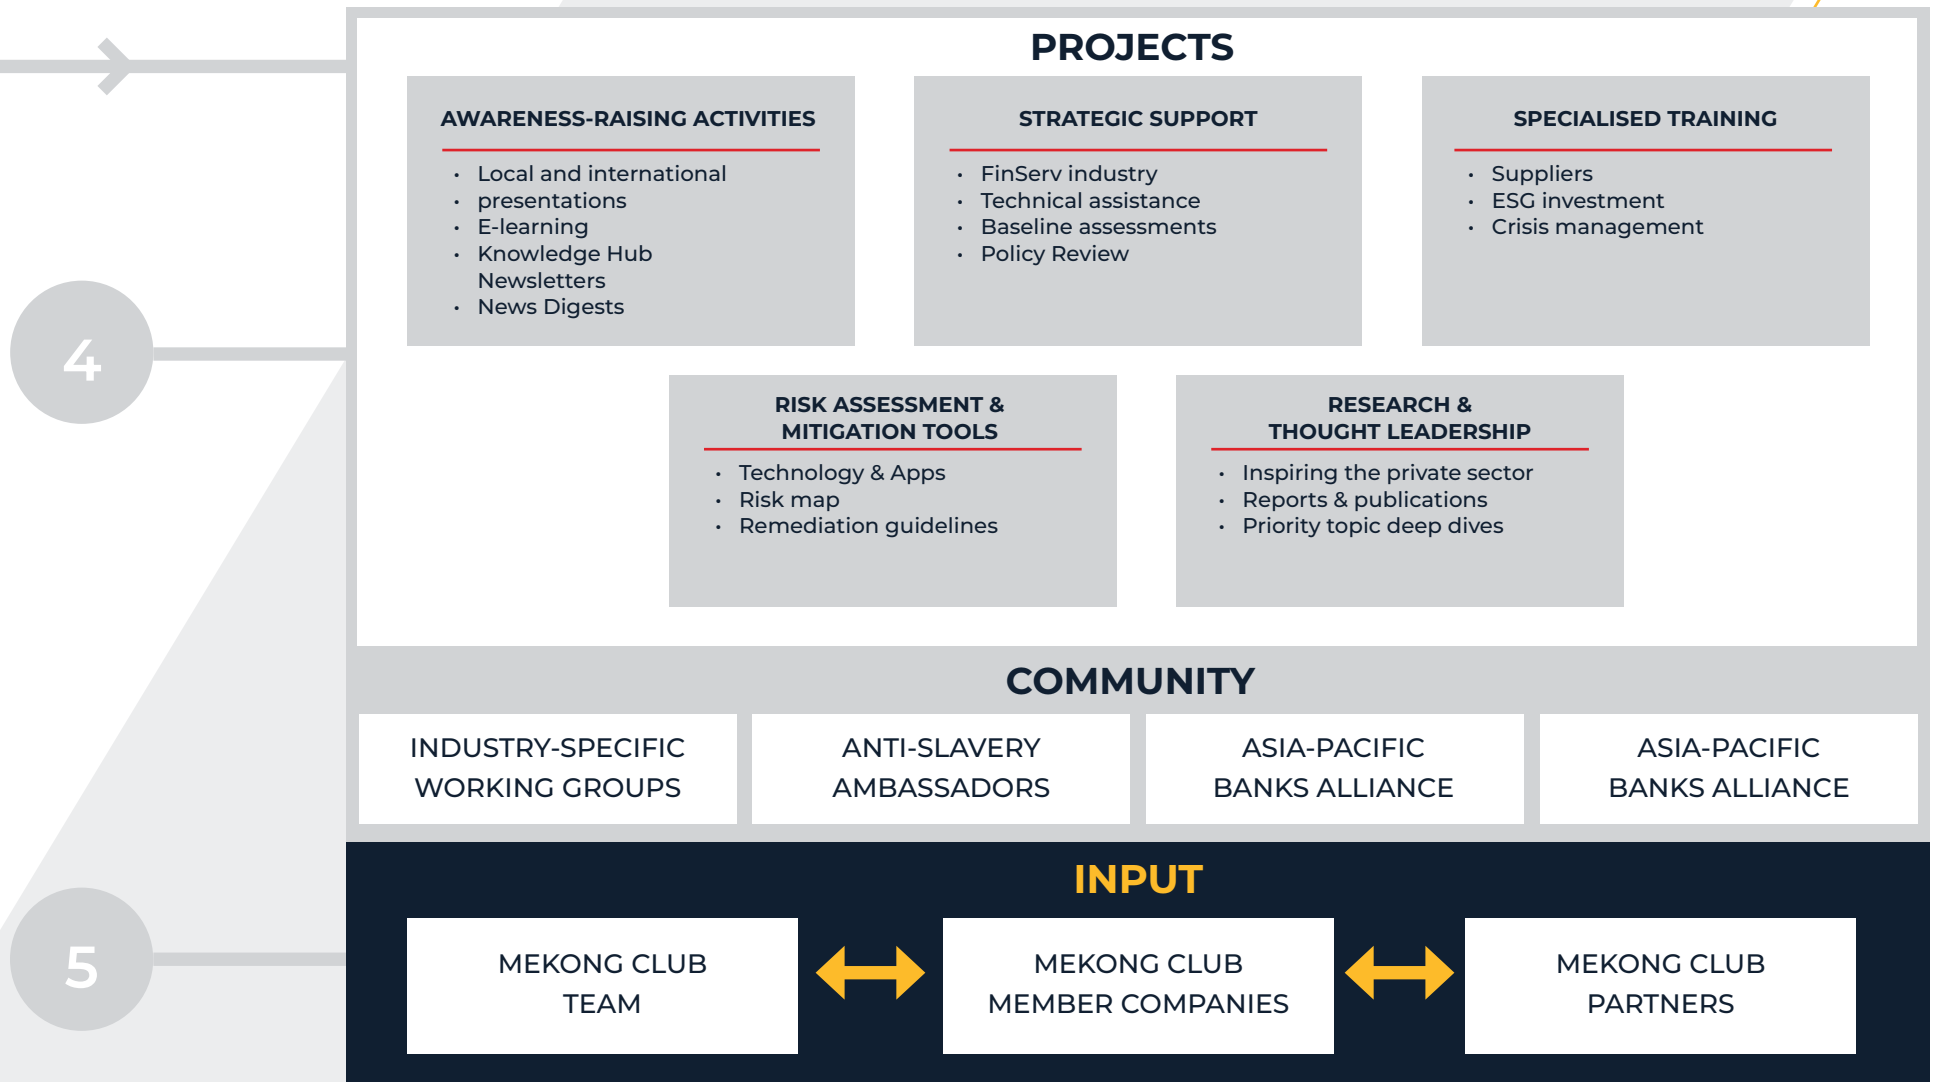 PROJECTS
AWARENESS-RAISING ACTIVITIES
• Local and international
• presentations
• E-learning
• Knowledge Hub
Newsletters
• News Digests
STRATEGIC SUPPORT
• FinServ industry
• Technical assistance
• Baseline assessments
• Policy Review
SPECIALISED TRAINING
• Suppliers
• ESG investment
• Crisis management
4
RISK ASSESSMENT &
MITIGATION TOOLS
• Technology & Apps
• Risk map
• Remediation guidelines
RESEARCH &
THOUGHT LEADERSHIP
• Inspiring the private sector
• Reports & publications
• Priority topic deep dives
COMMUNITY
INDUSTRY-SPECIFIC
WORKING GROUPS
ANTI-SLAVERY
AMBASSADORS
ASIA-PACIFIC
BANKS ALLIANCE
ASIA-PACIFIC
BANKS ALLIANCE
5
INPUT
MEKONG CLUB
TEAM
MEKONG CLUB
MEMBER COMPANIES
MEKONG CLUB
PARTNERS